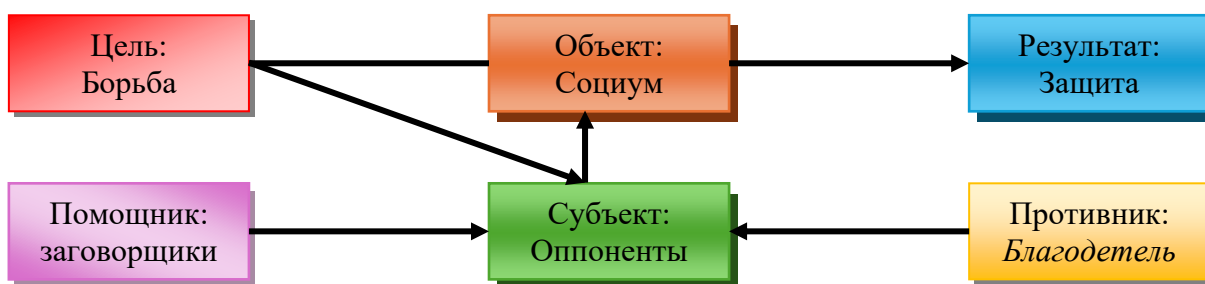 Цель:
Борьба
Объект:
Социум
Результат:
Защита
Помощник:
заговорщики
Субъект:
Оппоненты
Противник:
Благодетель